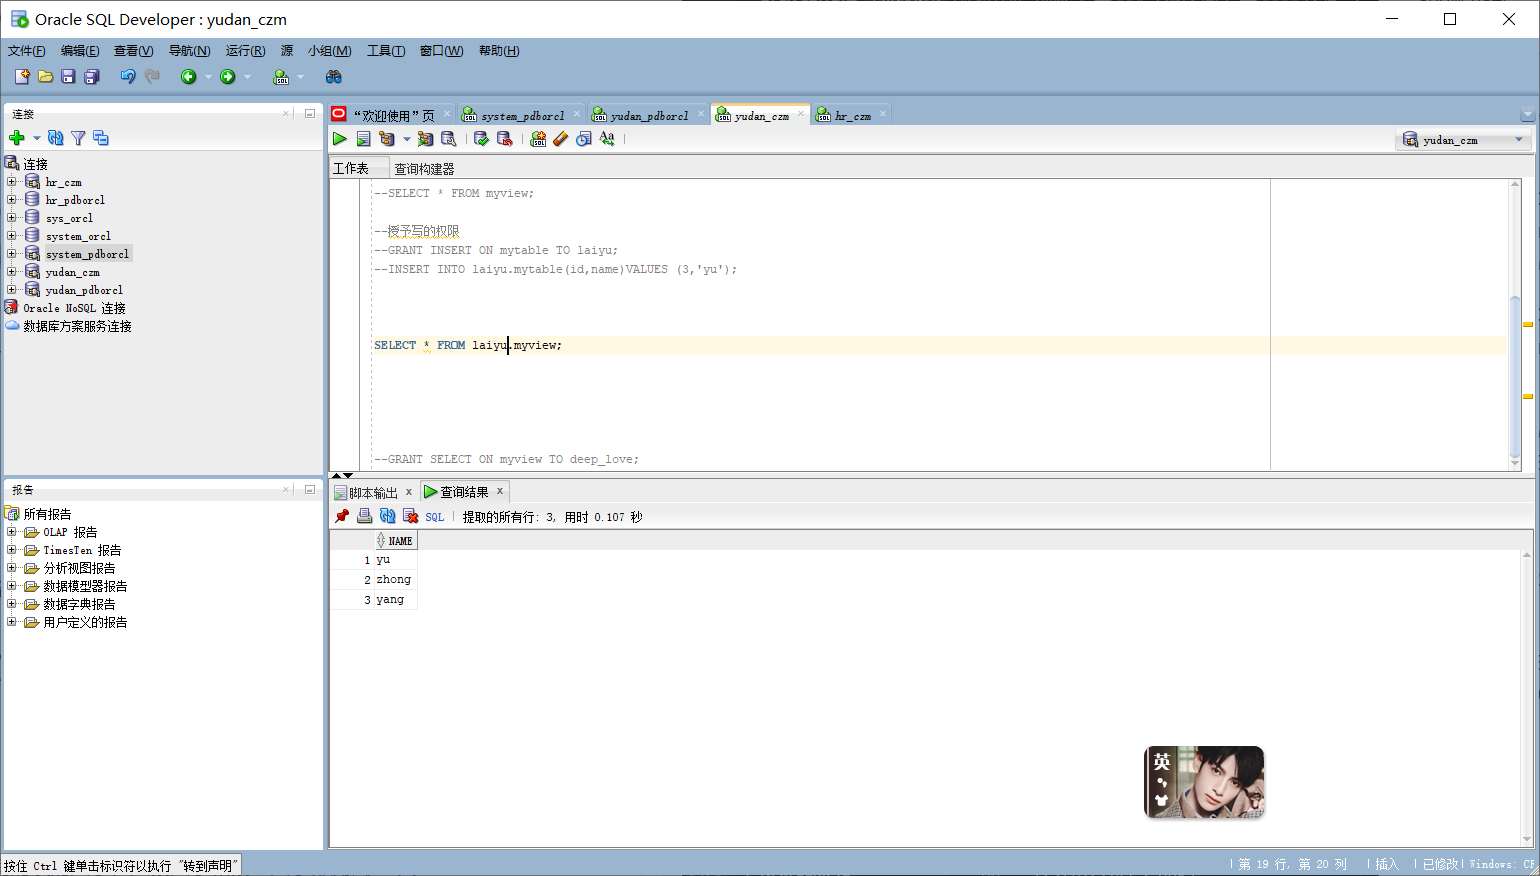 Oracle SQL Developer : yudan_czm
文件(F) 编辑(E) 查看(V) 导航(N) 运行(R) 源 小组(M) 工具(T) 窗口(W) 帮助(H)
连接
连接
hr_czm
hr_pdborcl
sys_orcl
system_orcl
system_pdborcl
yudan_czm
yudan_pdborcl
Oracle NoSQL 连接
数据库方案服务连接
报告
所有报告
OLAP 报告
TimesTen 报告
分析视图报告
数据模型器报告
数据字典报告
用户定义的报告
“欢迎使用”页 system_pdborcl yudan_pdborcl yudan_czm hr_czm
yudan_czm
工作表 查询构建器
--SELECT * FROM myview;
--授予写的权限
--GRANT INSERT ON mytable TO laiyu;
--INSERT INTO laiyu.mytable(id,name)VALUES (3,'yu');
SELECT * FROM laiyu.myview;
--GRANT SELECT ON myview TO deep_love;
脚本输出 x 查询结果 x
SQL | 提取的所有行: 3, 用时 0.107 秒
NAME
1 yu
2 zhong
3 yang
英
按住 Ctrl 键单击标识符以执行 "转到声明"
第 19 行, 第 20 列 | 插入 | 已修改 | Windows: CF